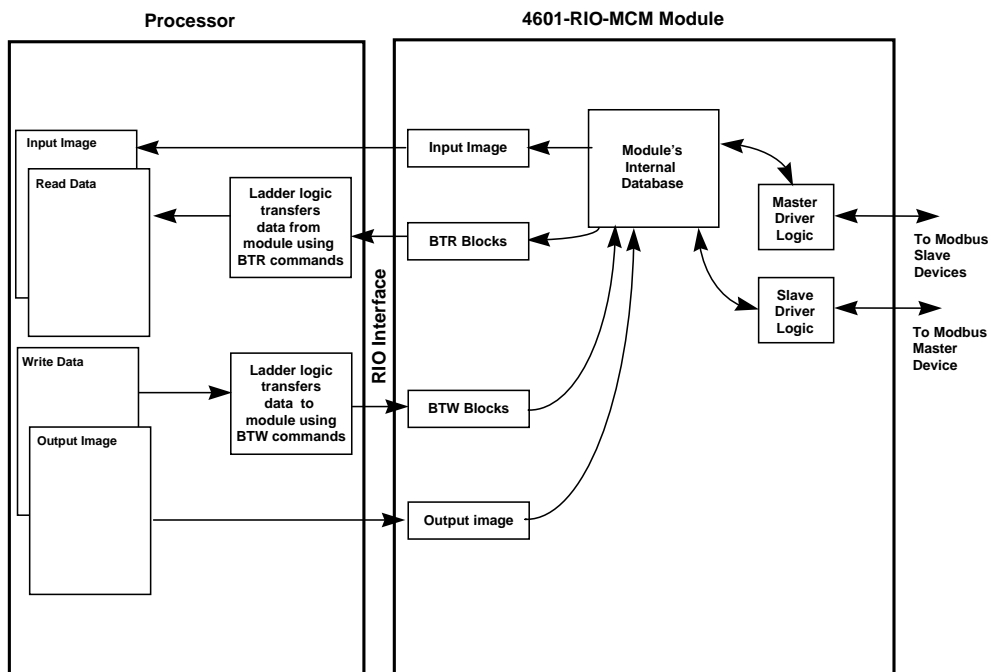 Processor
4601-RIO-MCM Module
Input Image
Read Data
Ladder logic
transfers
data from
module using
BTR commands
Write Data
Output Image
Ladder logic
transfers
data to
module using
BTW commands
RIO Interface
Input Image
BTR Blocks
BTW Blocks
Output image
Module's
Internal
Database
Master
Driver
Logic
Slave
Driver
Logic
To Modbus
Slave
Devices
To Modbus
Master
Device